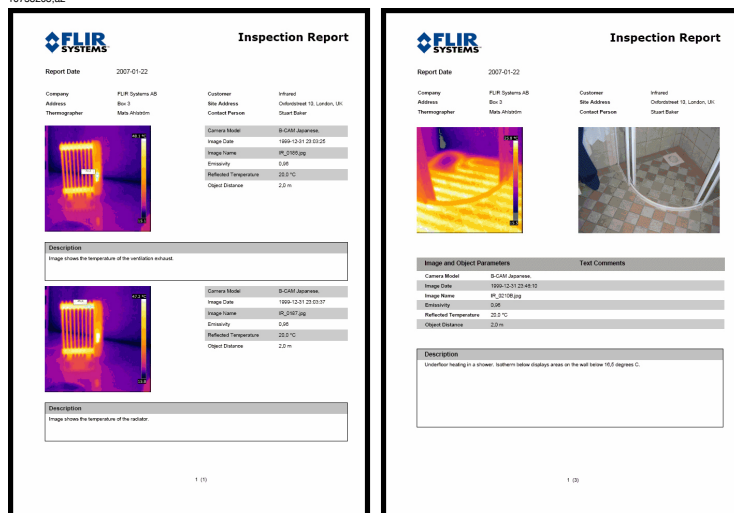 FLIR
SYSTEMS
Inspection Report
Report Date 2007-01-22
Company FLIR Systems AB Customer Infrared
Address Box 3 Site Address Oxfordstreet 10, London, UK
Thermographer Mats Ahlström Contact Person Stuart Baker
Camera Model B-CAM Japanese.
Image Date 1999-12-31 23:03:25
Image Name IR_0186.jpg
Emissivity 0,96
Reflected Temperature 20,0 °C
Object Distance 2,0 m
Description
Image shows the temperature of the ventilation exhaust.
Camera Model B-CAM Japanese.
Image Date 1999-12-31 23:03:37
Image Name IR_0187.jpg
Emissivity 0,96
Reflected Temperature 20,0 °C
Object Distance 2,0 m
Description
Image shows the temperature of the radiator.
1 (1)
FLIR
SYSTEMS
Inspection Report
Report Date 2007-01-22
Company FLIR Systems AB Customer Infrared
Address Box 3 Site Address Oxfordstreet 10, London, UK
Thermographer Mats Ahlström Contact Person Stuart Baker
Image and Object Parameters Text Comments
Camera Model B-CAM Japanese.
Image Date 1999-12-31 23:46:10
Image Name IR_0210B.jpg
Emissivity 0,96
Reflected Temperature 20,0 °C
Object Distance 2,0 m
Description
Underfloor heating in a shower. Isotherm below displays areas on the wall below 16,5 degrees C.
1 (3)